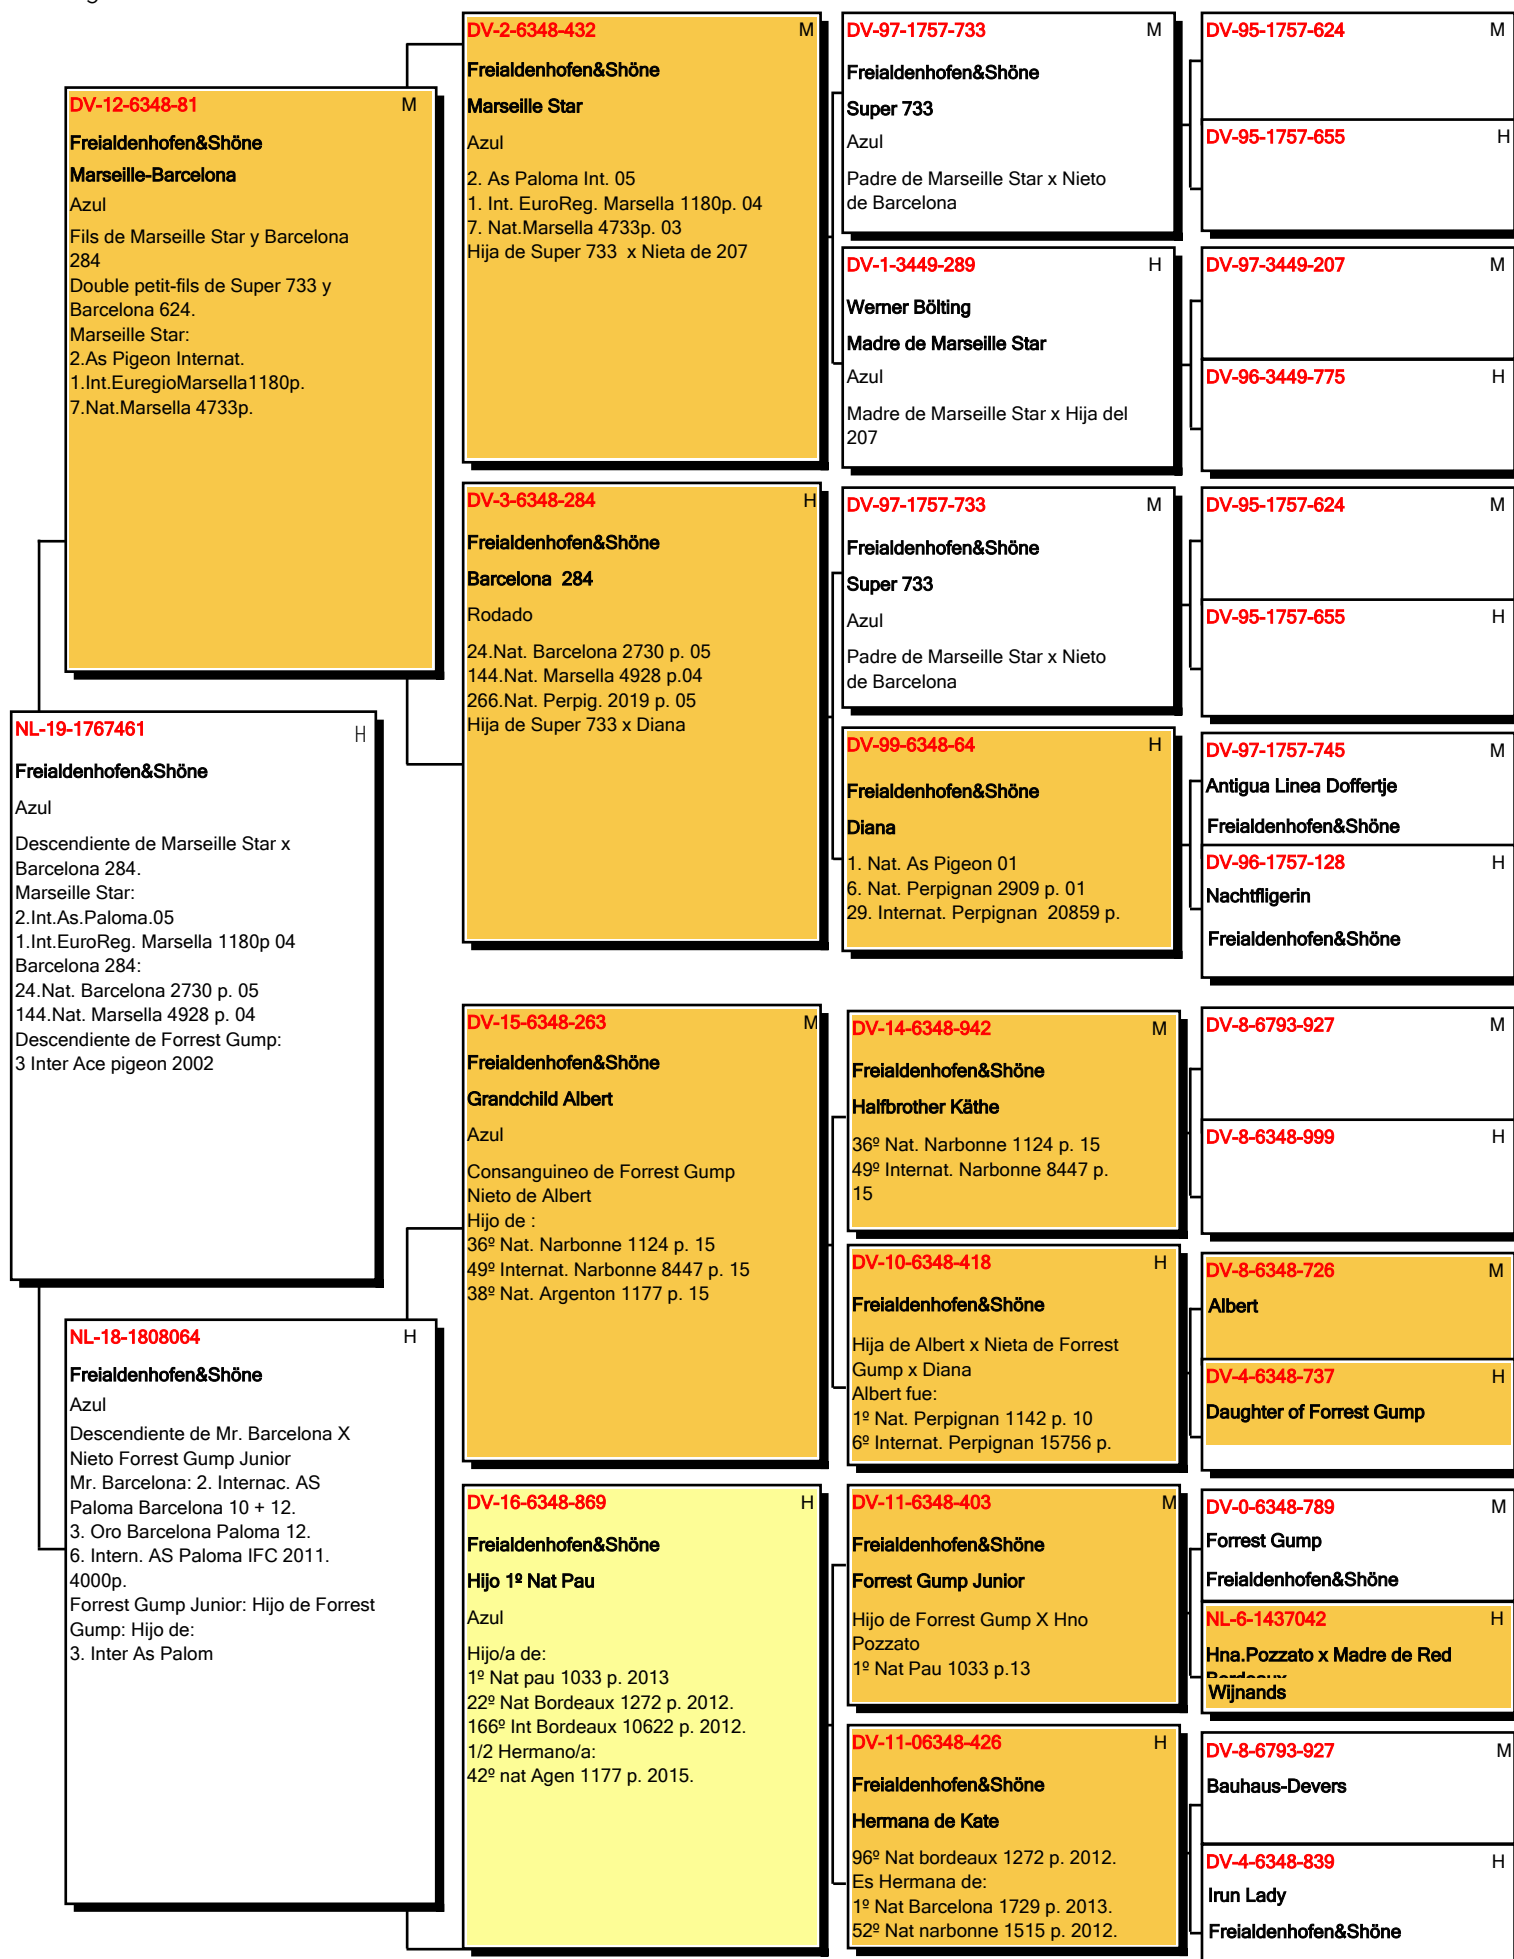 DV-12-6348-81 M
Freialdenhofen&Shöne
Marseille-Barcelona
Azul
Fils de Marseille Star y Barcelona
284
Double petit-fils de Super 733 y
Barcelona 624.
Marseille Star:
2.As Pigeon Internat.
1.Int.EuregioMarsella1180p.
7.Nat.Marsella 4733p.
NL-19-1767461 H
Freialdenhofen&Shöne
Azul
Descendiente de Marseille Star x
Barcelona 284.
Marseille Star:
2.Int.As.Paloma.05
1.Int.EuroReg. Marsella 1180p 04
Barcelona 284:
24.Nat. Barcelona 2730 p. 05
144.Nat. Marsella 4928 p. 04
Descendiente de Forrest Gump:
3 Inter Ace pigeon 2002
NL-18-1808064 H
Freialdenhofen&Shöne
Azul
Descendiente de Mr. Barcelona X
Nieto Forrest Gump Junior
Mr. Barcelona: 2. Internac. AS
Paloma Barcelona 10 + 12.
3. Oro Barcelona Paloma 12.
6. Intern. AS Paloma IFC 2011.
4000p.
Forrest Gump Junior: Hijo de Forrest
Gump: Hijo de:
3. Inter As Palom
DV-2-6348-432 M
Freialdenhofen&Shöne
Marseille Star
Azul
2. As Paloma Int. 05
1. Int. EuroReg. Marsella 1180p. 04
7. Nat.Marsella 4733p. 03
Hija de Super 733 x Nieta de 207
DV-3-6348-284 H
Freialdenhofen&Shöne
Barcelona 284
Rodado
24.Nat. Barcelona 2730 p. 05
144.Nat. Marsella 4928 p.04
266.Nat. Perpig. 2019 p. 05
Hija de Super 733 x Diana
DV-15-6348-263 M
Freialdenhofen&Shöne
Grandchild Albert
Azul
Consanguineo de Forrest Gump
Nieto de Albert
Hijo de :
36º Nat. Narbonne 1124 p. 15
49º Internat. Narbonne 8447 p. 15
38º Nat. Argenton 1177 p. 15
DV-16-6348-869 H
Freialdenhofen&Shöne
Hijo 1º Nat Pau
Azul
Hijo/a de:
1º Nat pau 1033 p. 2013
22º Nat Bordeaux 1272 p. 2012.
166º Int Bordeaux 10622 p. 2012.
1/2 Hermano/a:
42º nat Agen 1177 p. 2015.
DV-97-1757-733 M
Freialdenhofen&Shöne
Super 733
Azul
Padre de Marseille Star x Nieto
de Barcelona
DV-1-3449-289 H
Werner Bölting
Madre de Marseille Star
Azul
Madre de Marseille Star x Hija del
207
DV-97-1757-733 M
Freialdenhofen&Shöne
Super 733
Azul
Padre de Marseille Star x Nieto
de Barcelona
DV-99-6348-64 H
Freialdenhofen&Shöne
Diana
1. Nat. As Pigeon 01
6. Nat. Perpignan 2909 p. 01
29. Internat. Perpignan 20859 p.
DV-14-6348-942 M
Freialdenhofen&Shöne
Halfbrother Käthe
36º Nat. Narbonne 1124 p. 15
49º Internat. Narbonne 8447 p.
15
DV-10-6348-418 H
Freialdenhofen&Shöne
Hija de Albert x Nieta de Forrest
Gump x Diana
Albert fue:
1º Nat. Perpignan 1142 p. 10
6º Internat. Perpignan 15756 p.
DV-11-6348-403 M
Freialdenhofen&Shöne
Forrest Gump Junior
Hijo de Forrest Gump X Hno
Pozzato
1º Nat Pau 1033 p.13
DV-11-06348-426 H
Freialdenhofen&Shöne
Hermana de Kate
96º Nat bordeaux 1272 p. 2012.
Es Hermana de:
1º Nat Barcelona 1729 p. 2013.
52º Nat narbonne 1515 p. 2012.
DV-95-1757-624 M
DV-95-1757-655 H
DV-97-3449-207 M
DV-96-3449-775 H
DV-95-1757-624 M
DV-95-1757-655 H
DV-97-1757-745 M
Antigua Linea Doffertje
Freialdenhofen&Shöne
DV-96-1757-128 H
Nachtfligerin
Freialdenhofen&Shöne
DV-8-6793-927 M
DV-8-6348-999 H
DV-8-6348-726 M
Albert
DV-4-6348-737 H
Daughter of Forrest Gump
DV-0-6348-789 M
Forrest Gump
Freialdenhofen&Shöne
NL-6-1437042 H
Hna.Pozzato x Madre de Red
Bordeaux
Wijnands
DV-8-6793-927 M
Bauhaus-Devers
DV-4-6348-839 H
Irun Lady
Freialdenhofen&Shöne